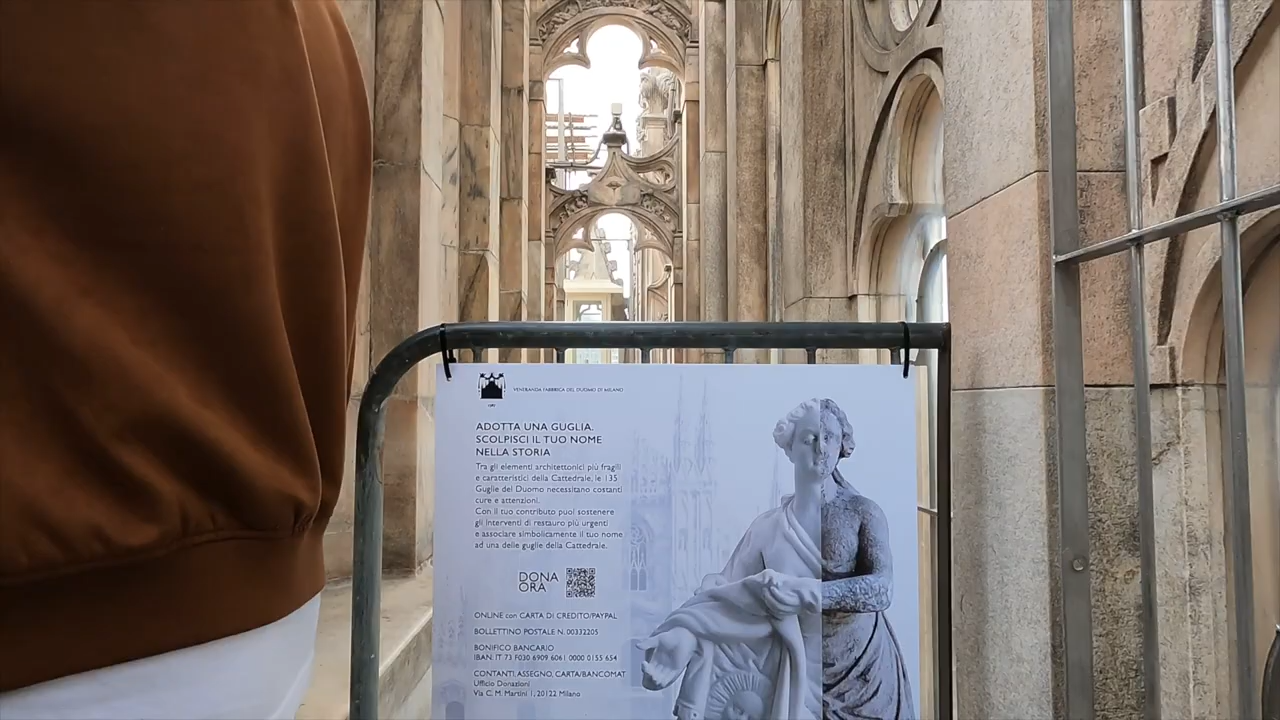 VENERANDA FABBRICA DEL DUOMO DI MILANO
1387
ADOTTA UNA GUGLIA.
SCOLPISCI IL TUO NOME
NELLA STORIA
Tra gli elementi architettonici più fragili
e caratteristici della Cattedrale, le 135
Guglie del Duomo necessitano costanti
cure e attenzioni.
Con il tuo contributo puoi sostenere
gli interventi di restauro più urgenti
e associare simbolicamente il tuo nome
ad una delle guglie della Cattedrale.
DONA
ORA
ONLINE con CARTA DI CREDITO/PAYPAL
BOLLETTINO POSTALE N. 00332205
BONIFICO BANCARIO
IBAN: IT 73 F030 6909 6061 0000 0155 654
CONTANTI, ASSEGNO, CARTA/BANCOMAT
Ufficio Donazioni
Via C. M. Martini 1, 20122 Milano